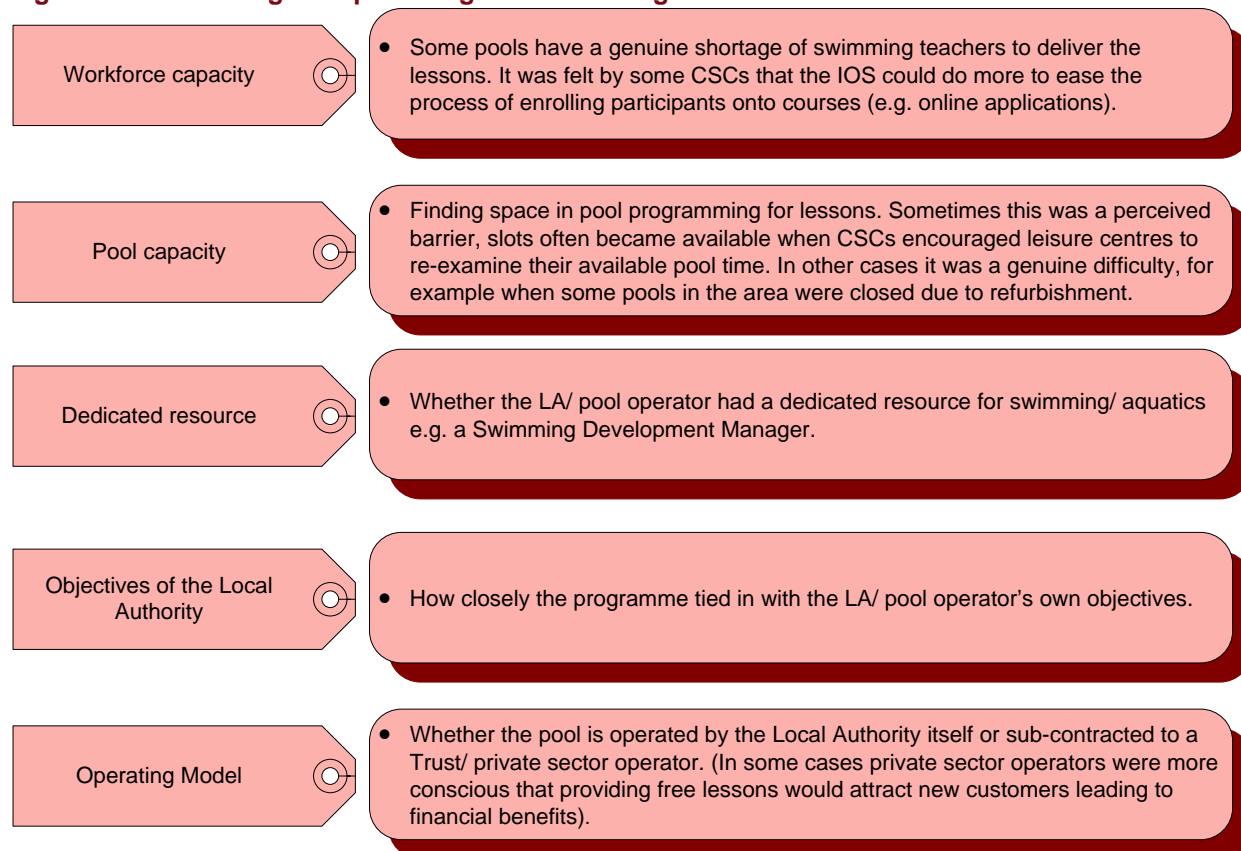 Workforce capacity
• Some pools have a genuine shortage of swimming teachers to deliver the
lessons. It was felt by some CSCs that the IOS could do more to ease the
process of enrolling participants onto courses (e.g. online applications).
Pool capacity
• Finding space in pool programming for lessons. Sometimes this was a perceived
barrier, slots often became available when CSCs encouraged leisure centres to
re-examine their available pool time. In other cases it was a genuine difficulty, for
example when some pools in the area were closed due to refurbishment.
Dedicated resource
• Whether the LA/ pool operator had a dedicated resource for swimming/ aquatics
e.g. a Swimming Development Manager.
Objectives of the Local
Authority
• How closely the programme tied in with the LA/ pool operator's own objectives.
Operating Model
• Whether the pool is operated by the Local Authority itself or sub-contracted to a
Trust/ private sector operator. (In some cases private sector operators were more
conscious that providing free lessons would attract new customers leading to
financial benefits).